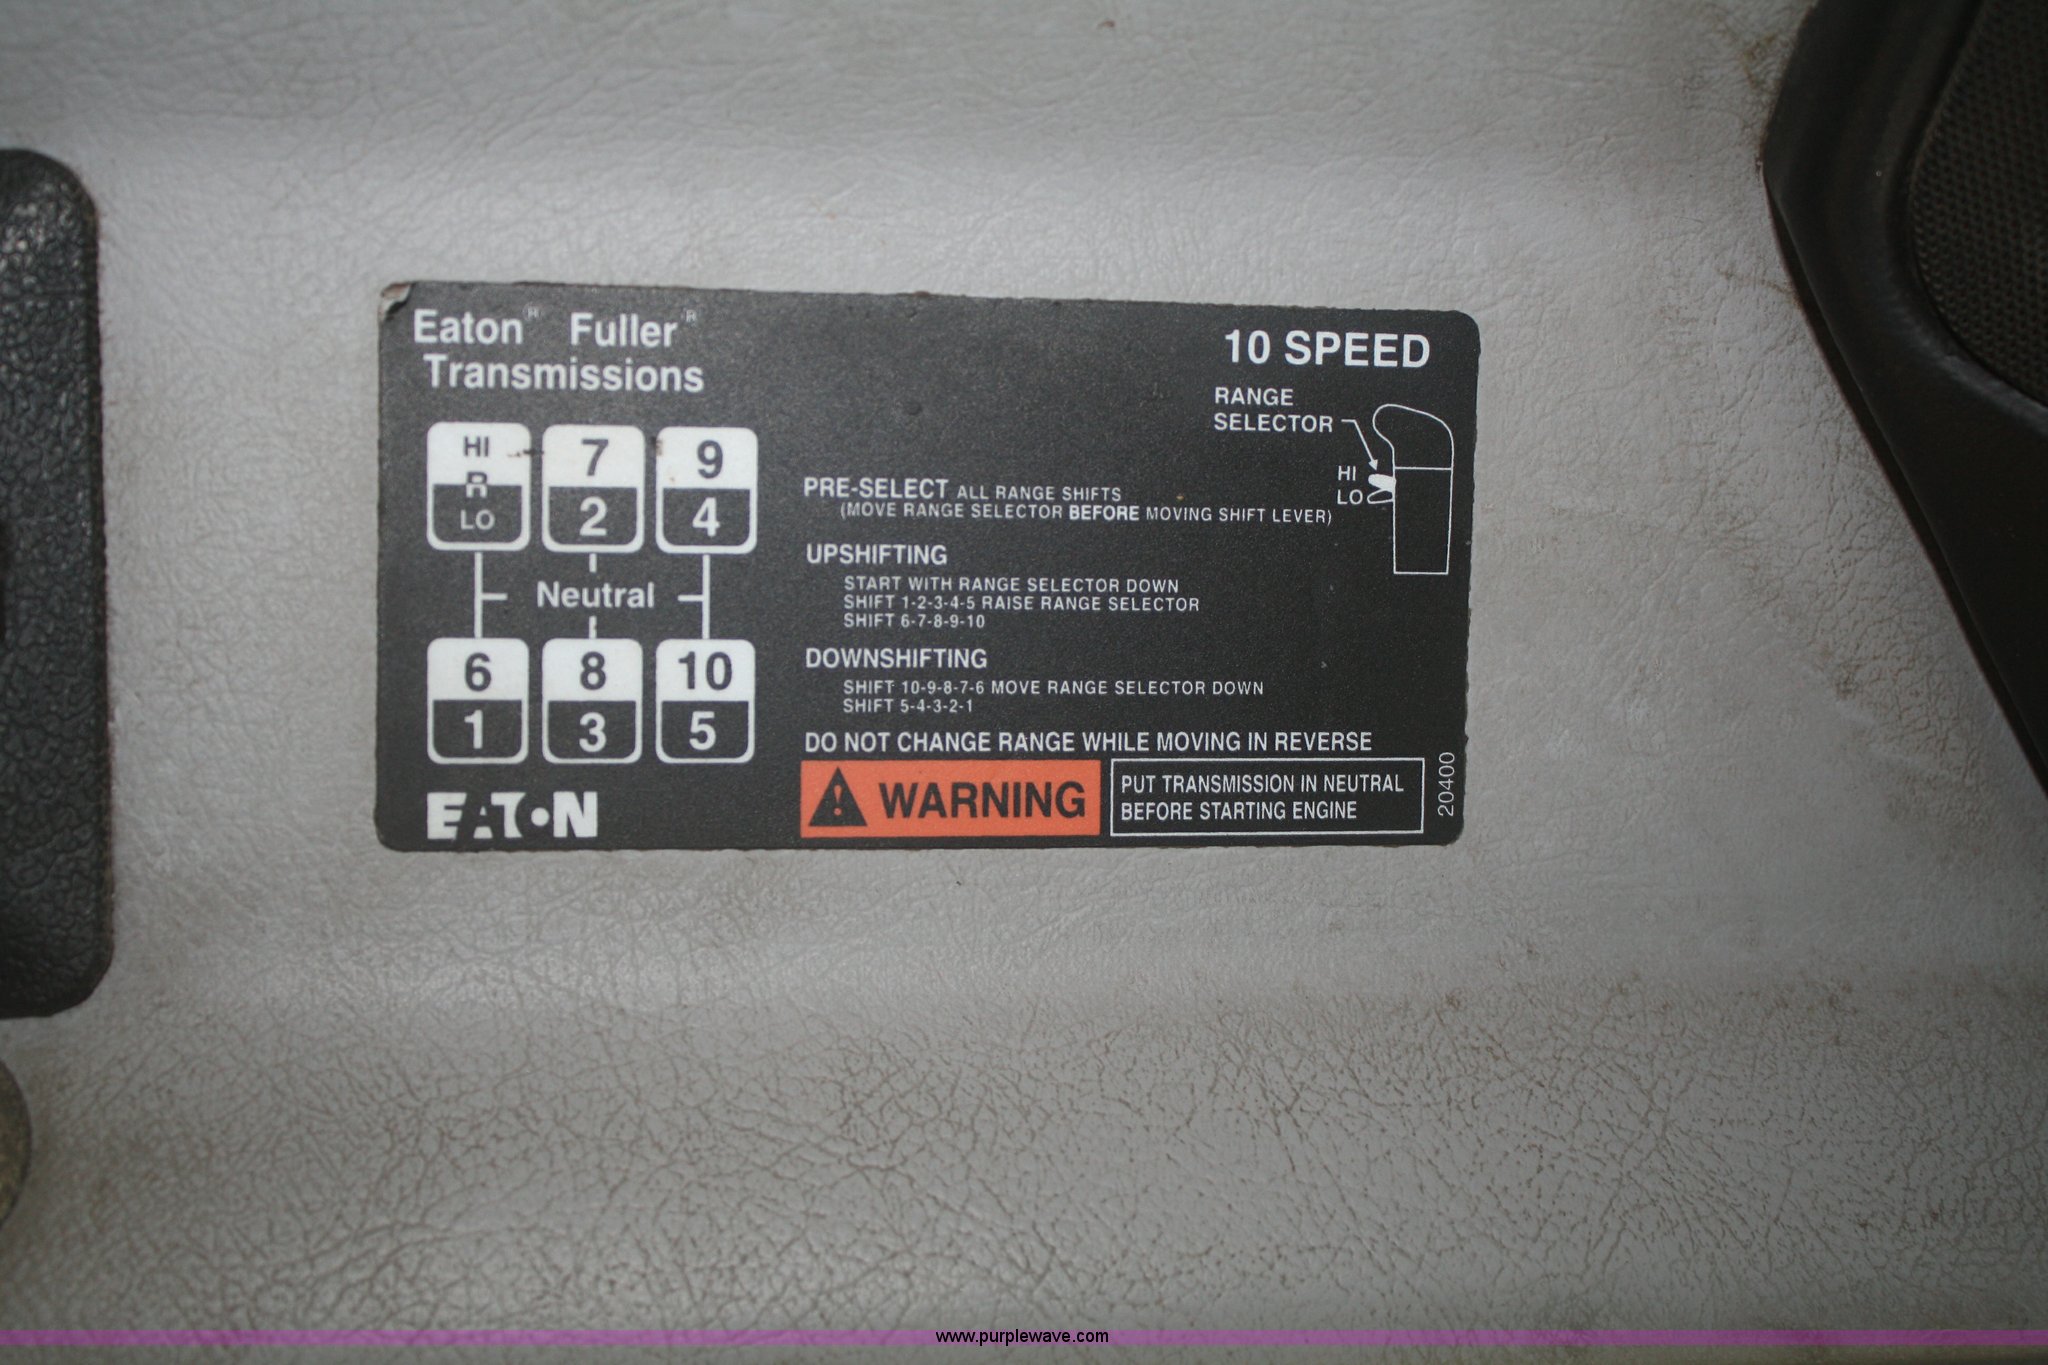 Eaton® Fuller®
Transmissions
10 SPEED
RANGE
SELECTOR
HI
LO
HI
R
LO
7
2
9
4
Neutral
6
1
8
3
10
5
EATON
PRE-SELECT ALL RANGE SHIFTS
(MOVE RANGE SELECTOR BEFORE MOVING SHIFT LEVER)
UPSHIFTING
START WITH RANGE SELECTOR DOWN
SHIFT 1-2-3-4-5 RAISE RANGE SELECTOR
SHIFT 6-7-8-9-10
DOWNSHIFTING
SHIFT 10-9-8-7-6 MOVE RANGE SELECTOR DOWN
SHIFT 5-4-3-2-1
DO NOT CHANGE RANGE WHILE MOVING IN REVERSE
WARNING
PUT TRANSMISSION IN NEUTRAL
BEFORE STARTING ENGINE
20400
www.purplewave.com